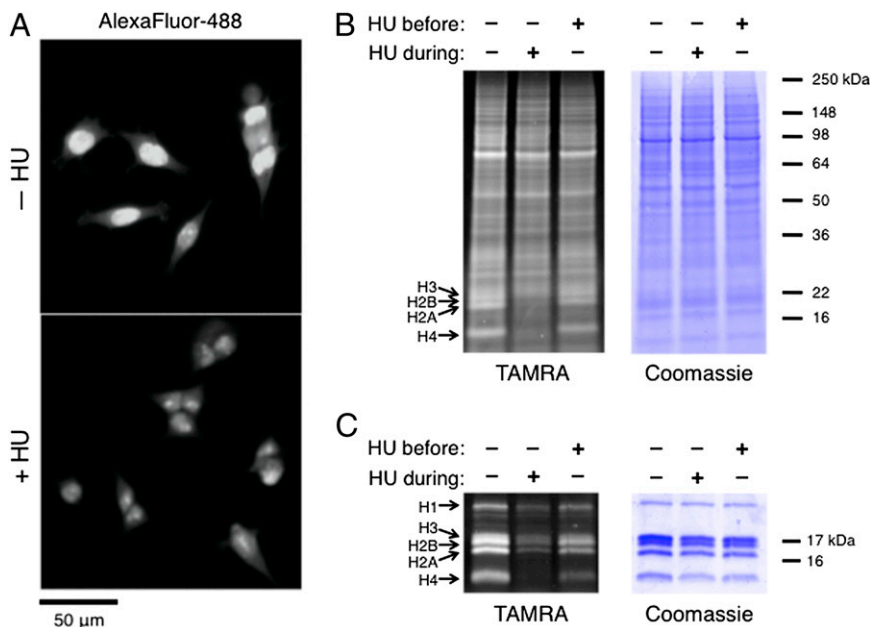 A
AlexaFluor-488
– HU
+ HU
50 µm
B
HU before: – – + – – +
HU during: – + – – + –
250 kDa
148
98
64
50
36
22
16
H3
H2B
H2A
H4
TAMRA Coomassie
C
HU before: – – + – – +
HU during: – + – – + –
H1
H3
H2B
H2A
H4
17 kDa
16
TAMRA Coomassie